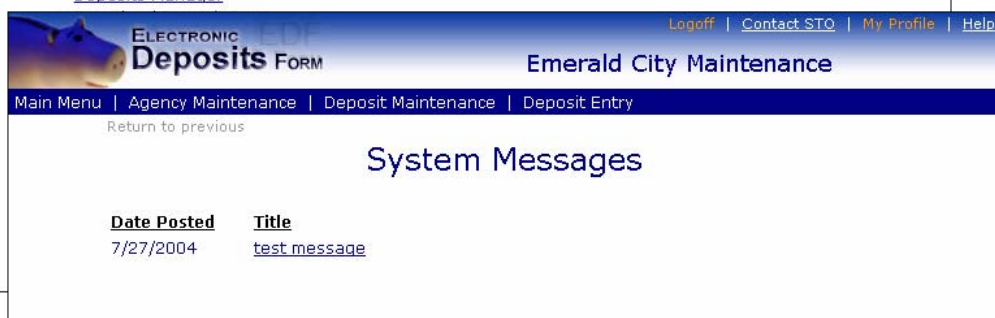 Logoff | Contact STO | My Profile | Help
ELECTRONIC EDF
Deposits FORM
Emerald City Maintenance
Main Menu | Agency Maintenance | Deposit Maintenance | Deposit Entry
Return to previous
System Messages
Date Posted Title
7/27/2004 test message